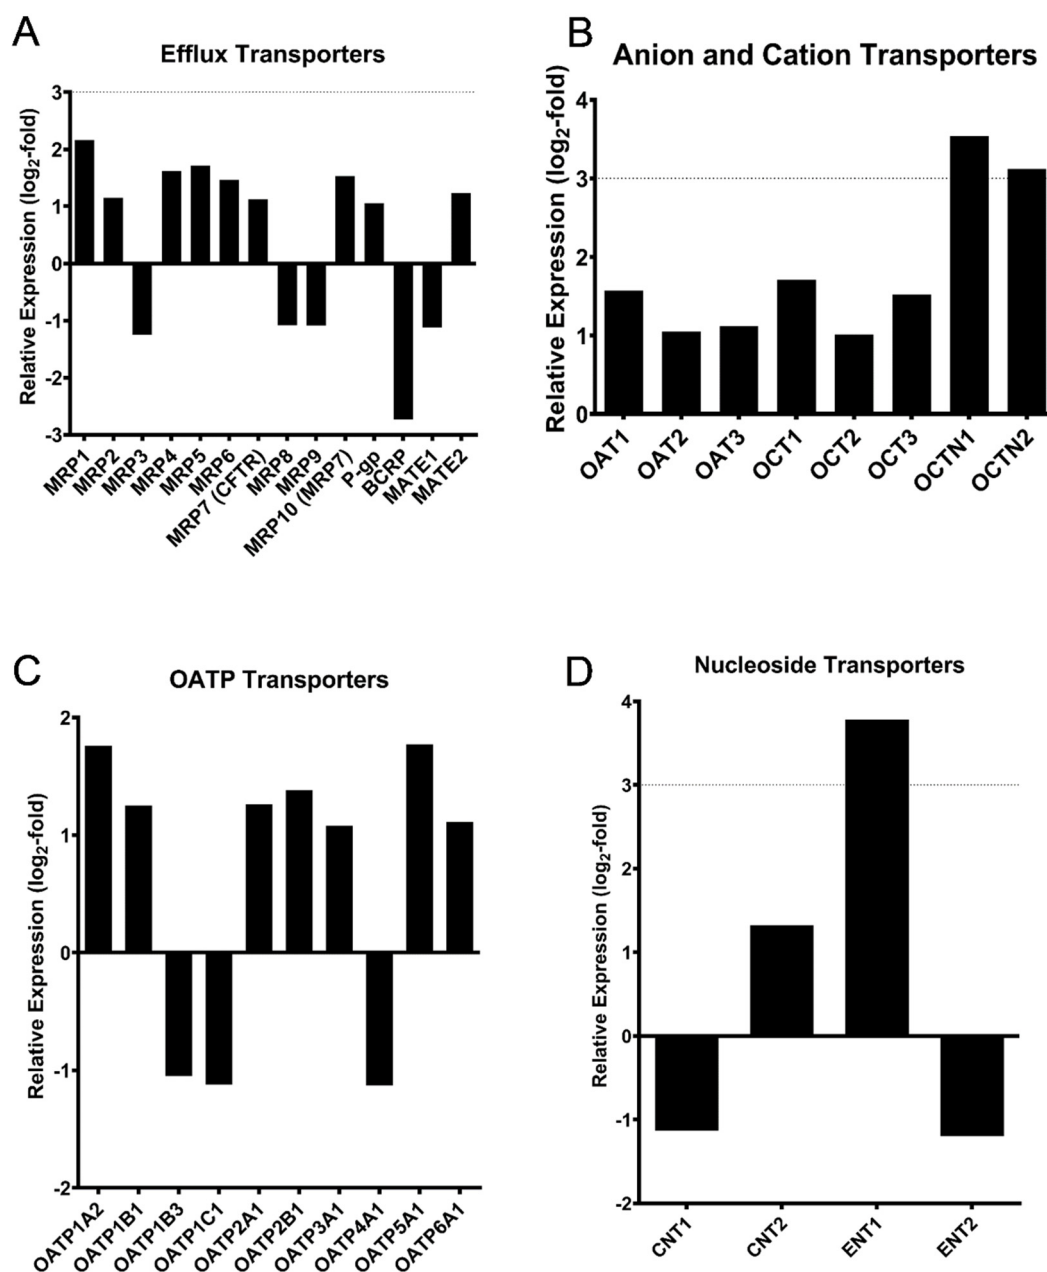 A
Efflux Transporters
Relative Expression (log₂-fold)
3
2
1
0
-1
-2
-3
MRP1
MRP2
MRP3
MRP4
MRP5
MRP6
MRP7 (CFTR)
MRP8
MRP9
MRP10 (MRP7)
P-gp
BCRP
MATE1
MATE2
B
Anion and Cation Transporters
Relative Expression (log₂-fold)
4
3
2
1
0
OAT1
OAT2
OAT3
OCT1
OCT2
OCT3
OCTN1
OCTN2
C
OATP Transporters
Relative Expression (log₂-fold)
2
1
0
-1
-2
OATP1A2
OATP1B1
OATP1B3
OATP1C1
OATP2A1
OATP2B1
OATP3A1
OATP4A1
OATP5A1
OATP6A1
D
Nucleoside Transporters
Relative Expression (log₂-fold)
4
3
2
1
0
-1
-2
CNT1
CNT2
ENT1
ENT2